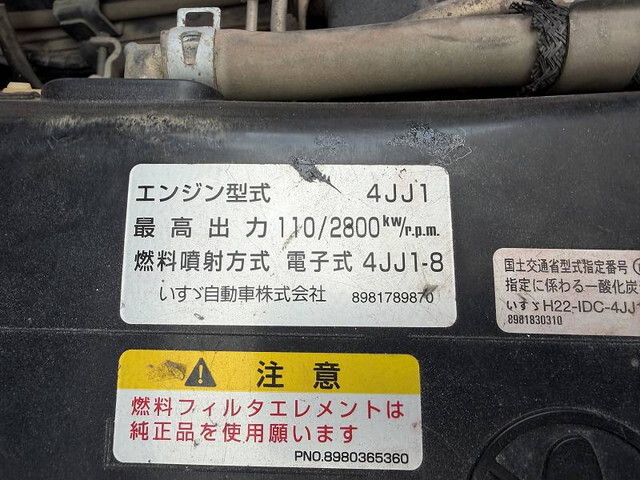 エンジン型式 4JJ1
最高出力 110/2800kW/r.p.m.
燃料噴射方式 電子式 4JJ1-8
いすゞ自動車株式会社 8981789870
国土交通省型式指定番号
指定に係わる一酸化炭
いすゞH22-IDC-4JJ1
8981830310
注意
燃料フィルタエレメントは
純正品を使用願います
PNO.8980365360